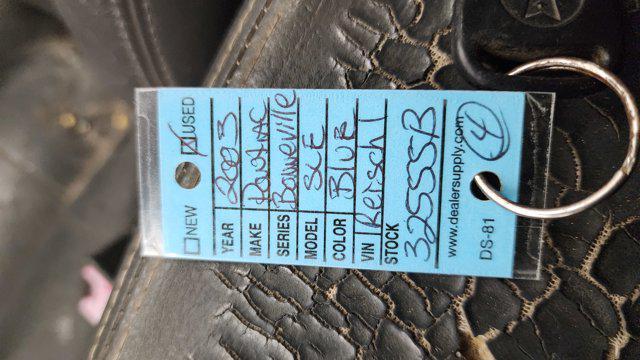 ☐ NEW ☑ USED
YEAR 2003
MAKE Pontiac
SERIES Bonneville
MODEL SLE
COLOR BLUE
VIN
STOCK 32555B
www.dealersupply.com
DS-81
4